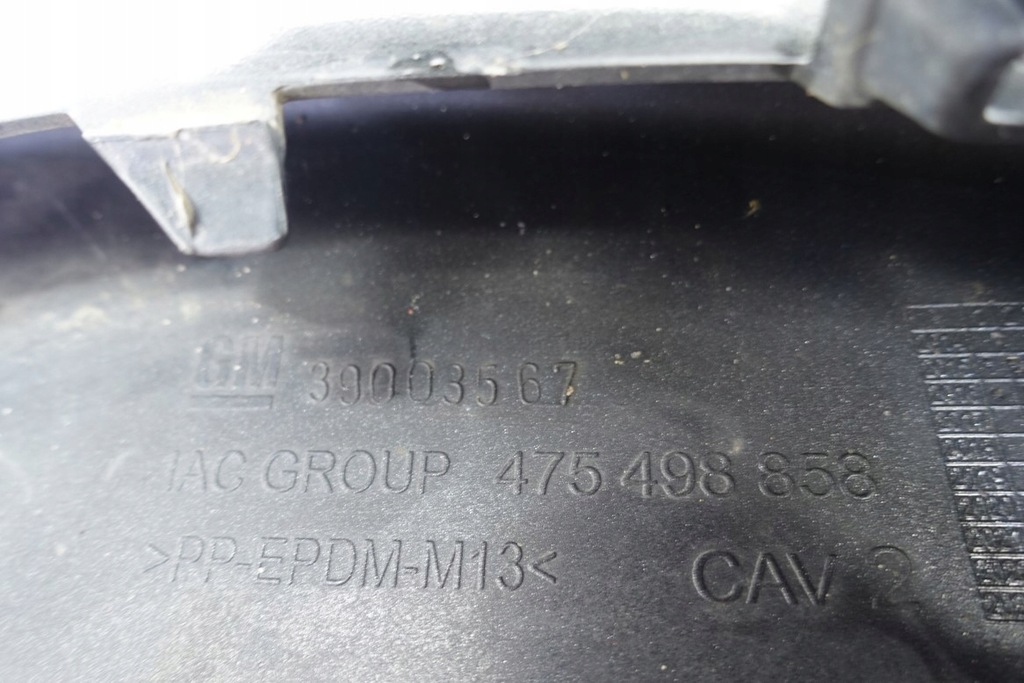 GM 39003567
IAC GROUP 475 498 858
>PP-EPDM-M13< CAV 2